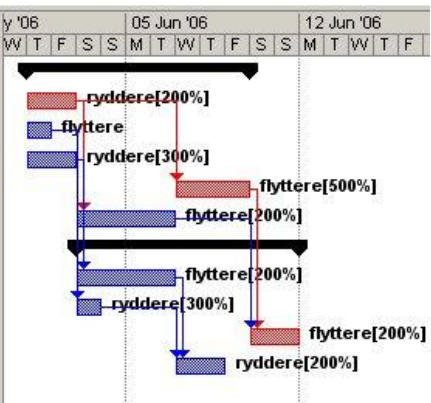 y '06 05 Jun '06 12 Jun '06
W T F S S M T W T F S S M T W T F
ryddere[200%]
flyttere
ryddere[300%]
flyttere[500%]
flyttere[200%]
flyttere[200%]
ryddere[300%]
flyttere[200%]
ryddere[200%]